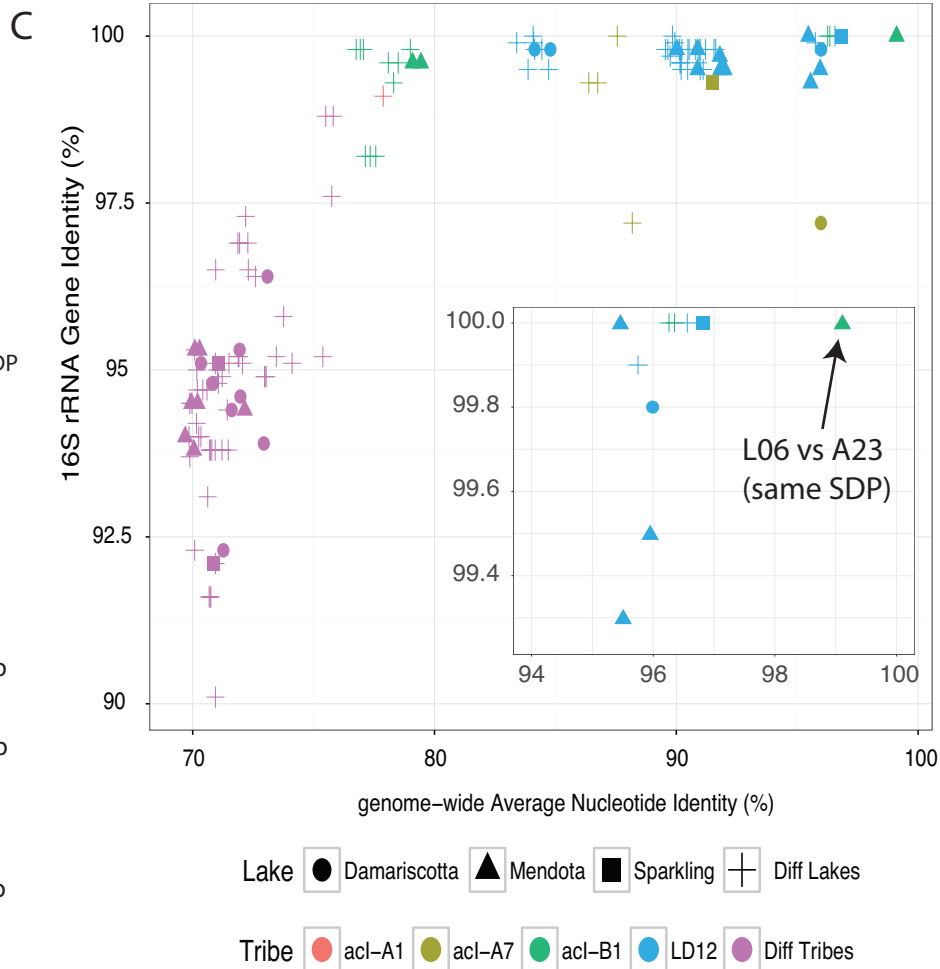 C
100
97.5
95
92.5
90
16S rRNA Gene Identity (%)
DP
100.0
99.8
99.6
99.4
94 96 98 100
L06 vs A23
(same SDP)
70 80 90 100
genome-wide Average Nucleotide Identity (%)
Lake Damariscotta Mendota Sparkling Diff Lakes
Tribe acI-A1 acI-A7 acI-B1 LD12 Diff Tribes